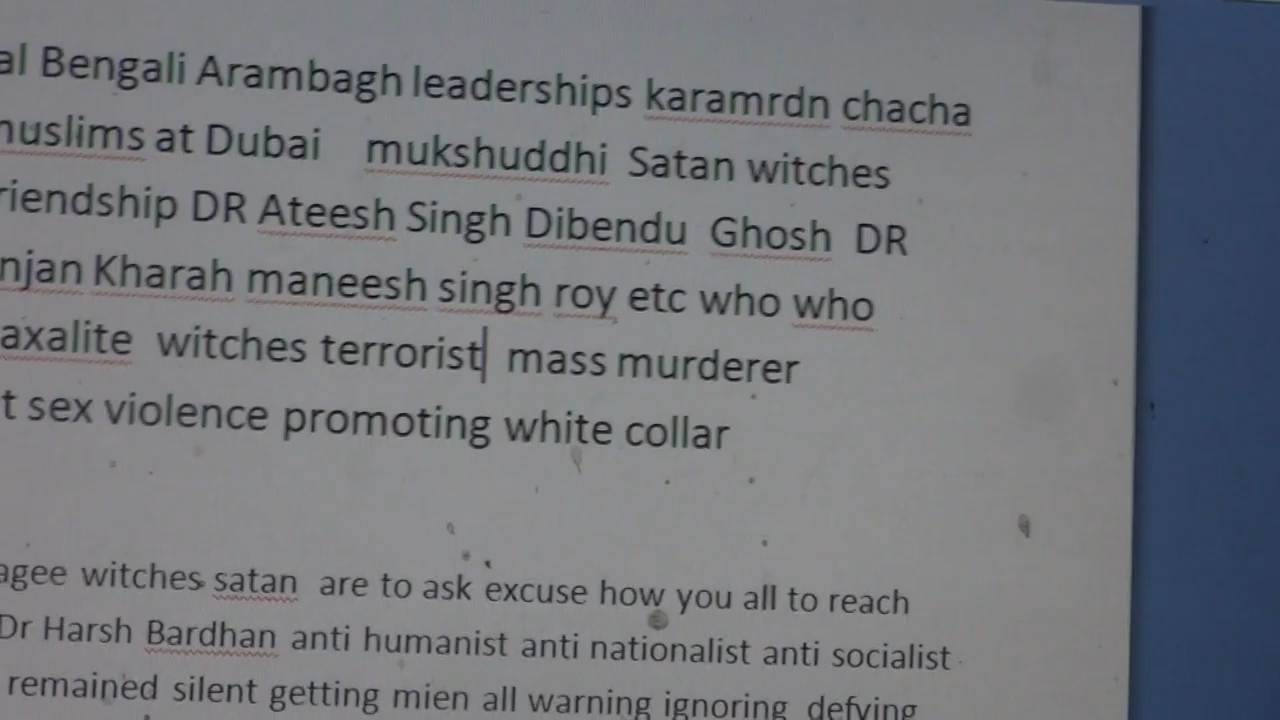 al Bengali Arambagh leaderships karamrdn chacha
muslims at Dubai mukshuddhi Satan witches
riendship DR Ateesh Singh Dibendu Ghosh DR
njan Kharah maneesh singh roy etc who who
axalite witches terrorist mass murderer
t sex violence promoting white collar
agee witches satan are to ask excuse how you all to reach
Dr Harsh Bardhan anti humanist anti nationalist anti socialist
remained silent getting mien all warning ignoring defying